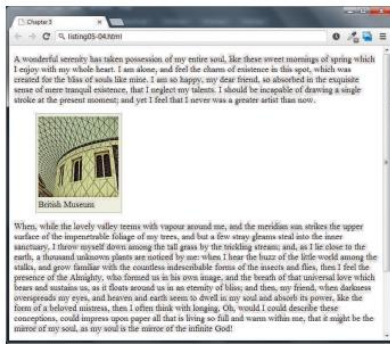 Chapter 5
listing05-04.html
A wonderful serenity has taken possession of my entire soul, like these sweet mornings of spring which
I enjoy with my whole heart. I am alone, and feel the charm of existence in this spot, which was
created for the bliss of souls like mine. I am so happy, my dear friend, so absorbed in the exquisite
sense of mere tranquil existence, that I neglect my talents. I should be incapable of drawing a single
stroke at the present moment; and yet I feel that I never was a greater artist than now.
British Museum
When, while the lovely valley teems with vapour around me, and the meridian sun strikes the upper
surface of the impenetrable foliage of my trees, and but a few stray gleams steal into the inner
sanctuary, I throw myself down among the tall grass by the trickling stream; and, as I lie close to the
earth, a thousand unknown plants are noticed by me: when I hear the buzz of the little world among the
stalks, and grow familiar with the countless indescribable forms of the insects and flies, then I feel the
presence of the Almighty, who formed us in his own image, and the breath of that universal love which
bears and sustains us, as it floats around us in an eternity of bliss; and then, my friend, when darkness
overspreads my eyes, and heaven and earth seem to dwell in my soul and absorb its power, like the
form of a beloved mistress, then I often think with longing, Oh, would I could describe these
conceptions, could impress upon paper all that is living so full and warm within me, that it might be the
mirror of my soul, as my soul is the mirror of the infinite God!